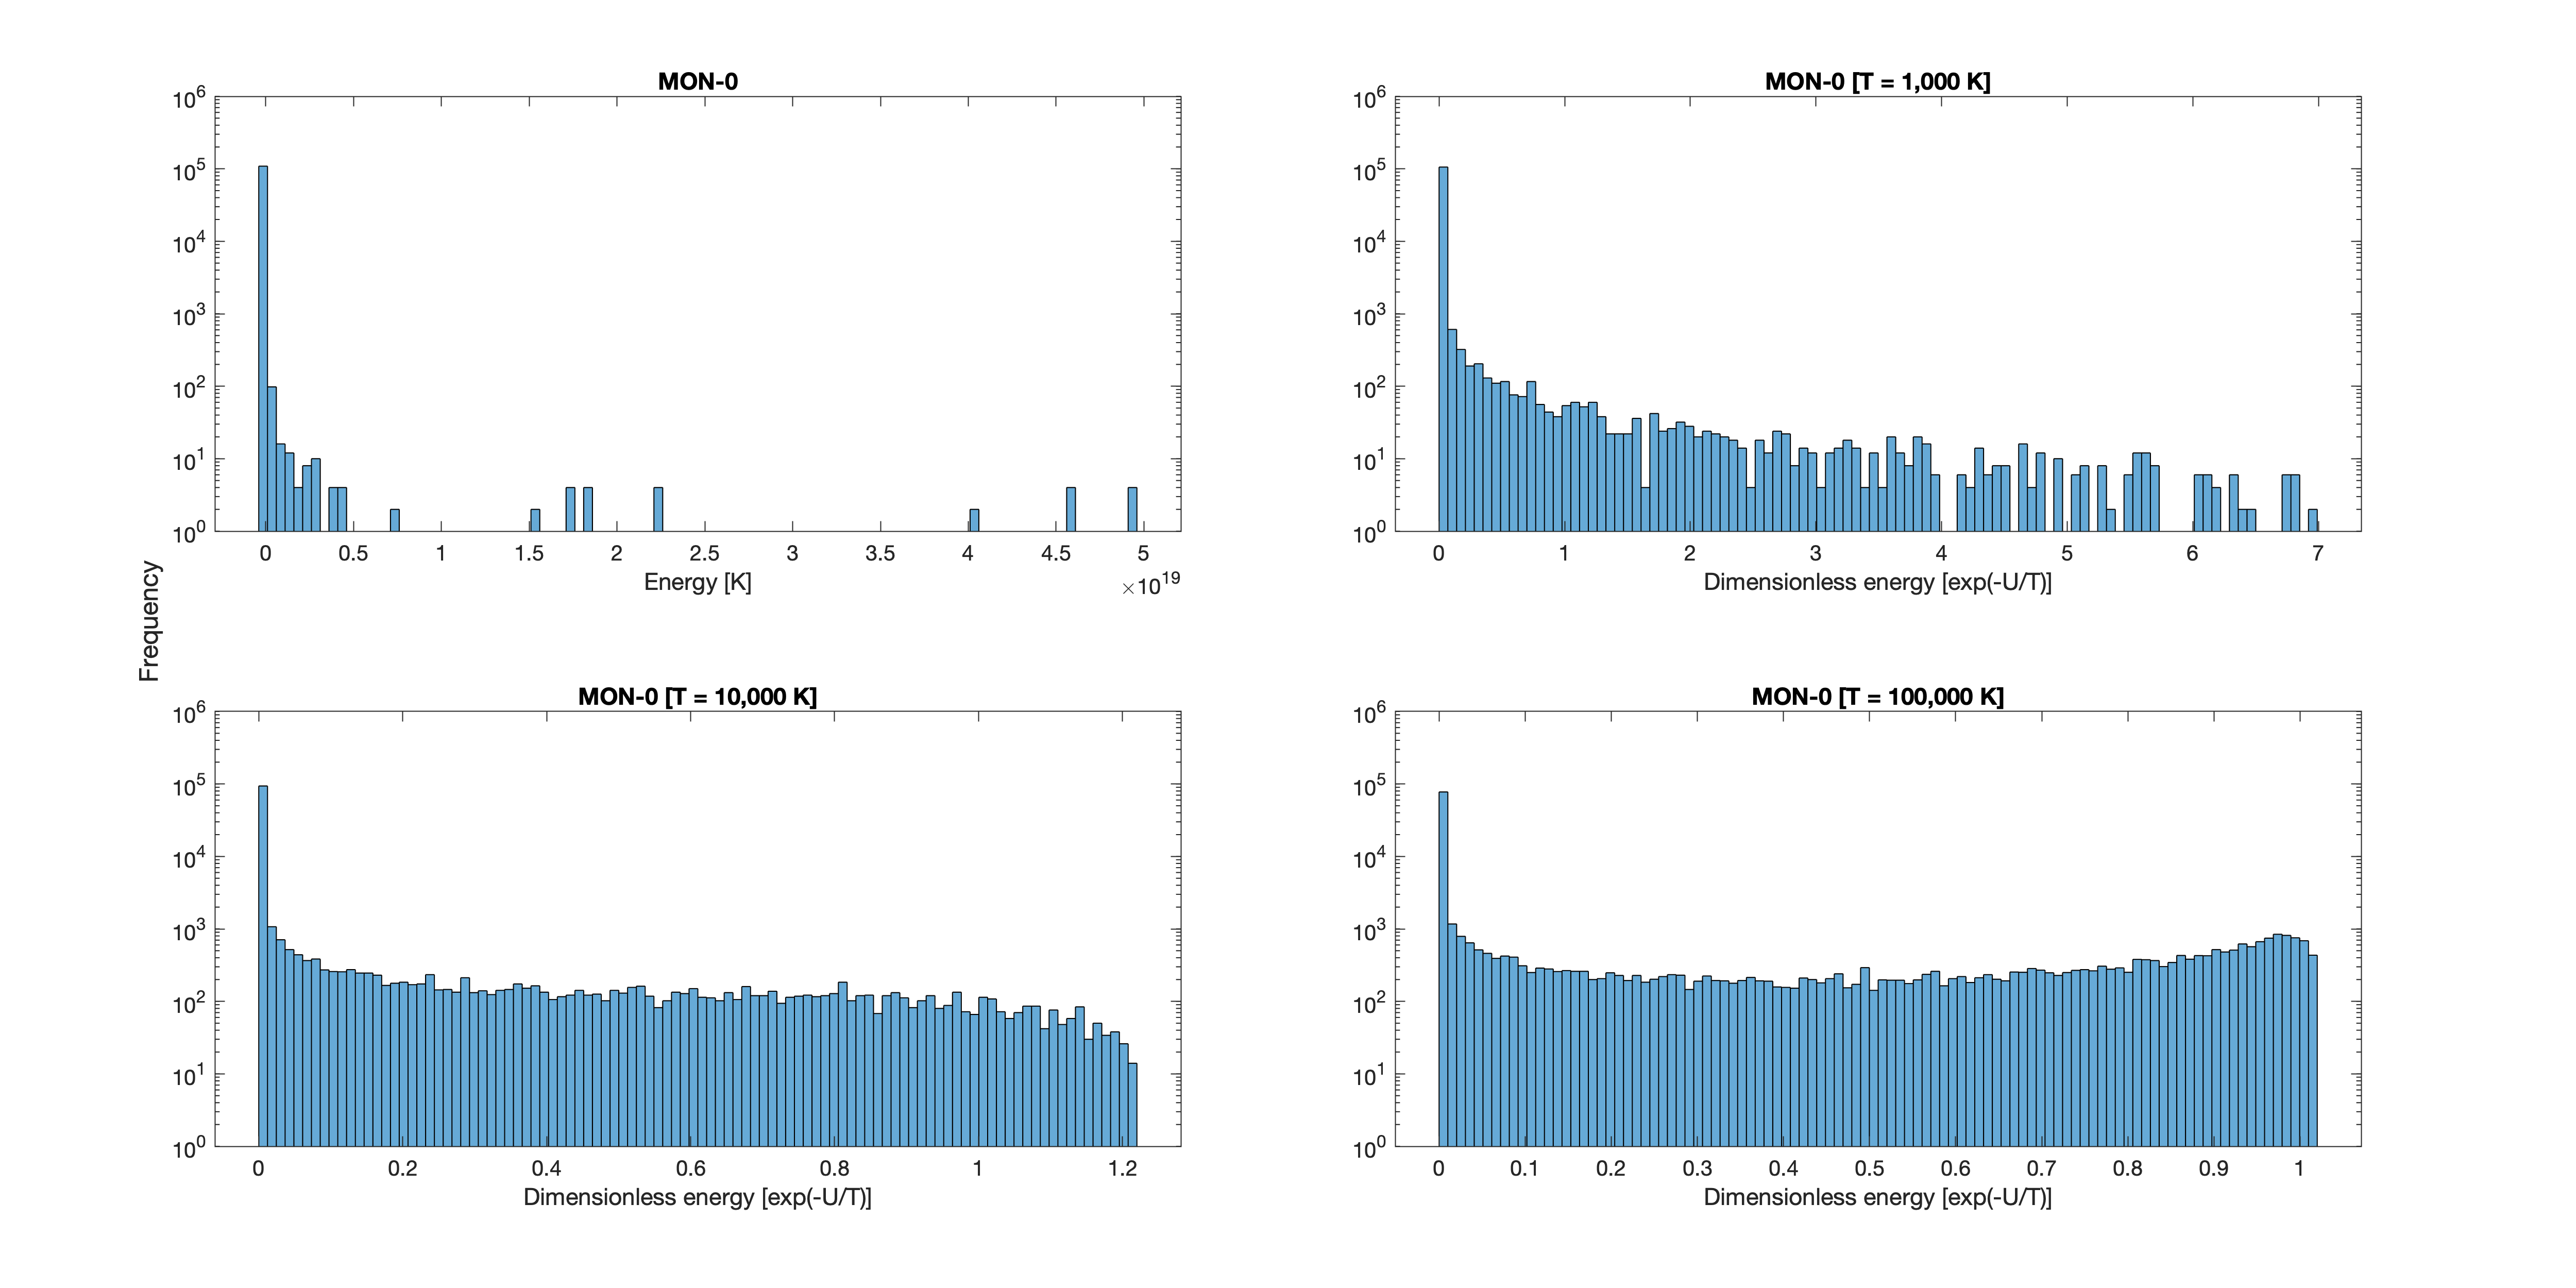 MON-0
10^6
10^5
10^4
10^3
10^2
10^1
10^0
0 0.5 1 1.5 2 2.5 3 3.5 4 4.5 5
Energy [K]
×10^19
MON-0 [T = 1,000 K]
10^6
10^5
10^4
10^3
10^2
10^1
10^0
0 1 2 3 4 5 6 7
Dimensionless energy [exp(-U/T)]
Frequency
MON-0 [T = 10,000 K]
10^6
10^5
10^4
10^3
10^2
10^1
10^0
0 0.2 0.4 0.6 0.8 1 1.2
Dimensionless energy [exp(-U/T)]
MON-0 [T = 100,000 K]
10^6
10^5
10^4
10^3
10^2
10^1
10^0
0 0.1 0.2 0.3 0.4 0.5 0.6 0.7 0.8 0.9 1
Dimensionless energy [exp(-U/T)]